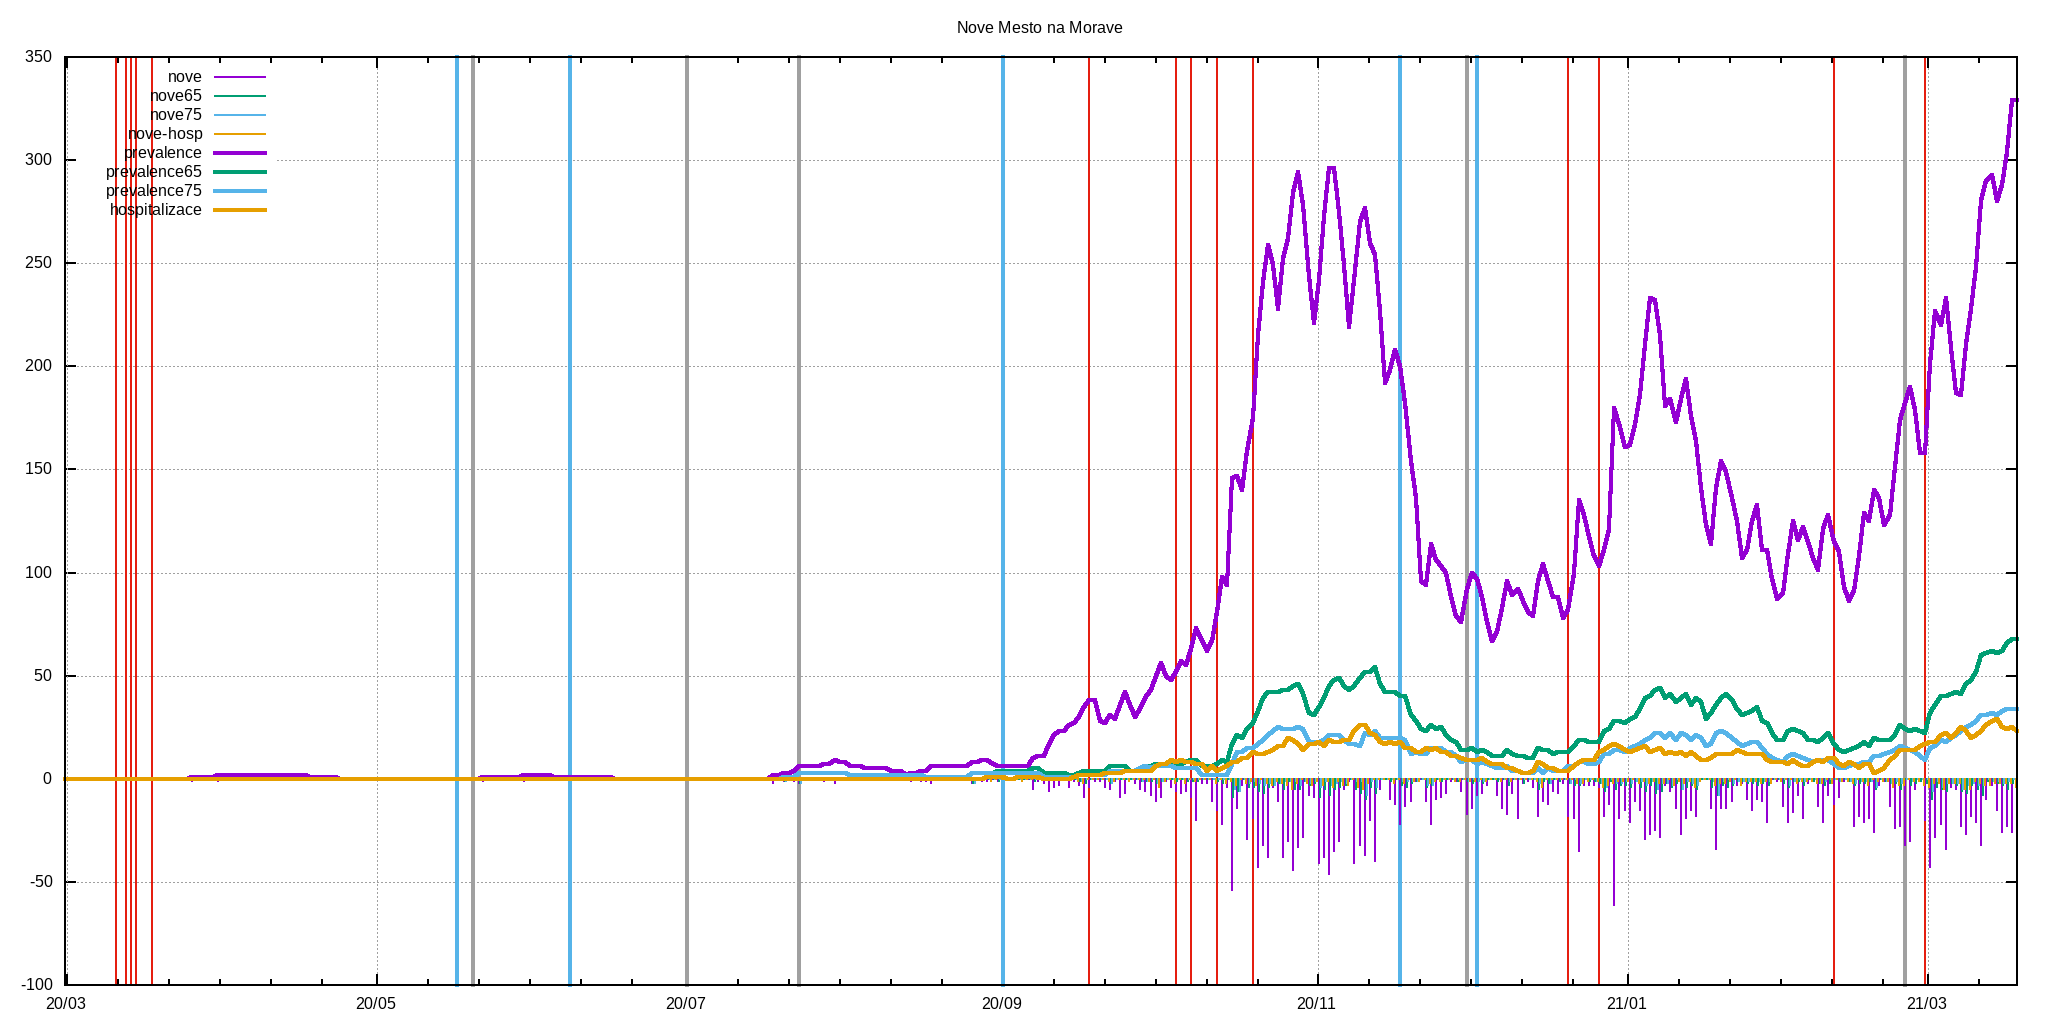 Nove Mesto na Morave
350
300
250
200
150
100
50
0
-50
-100
nove
nove65
nove75
nove-hosp
prevalence
prevalence65
prevalence75
hospitalizace
20/03 20/05 20/07 20/09 20/11 21/01 21/03